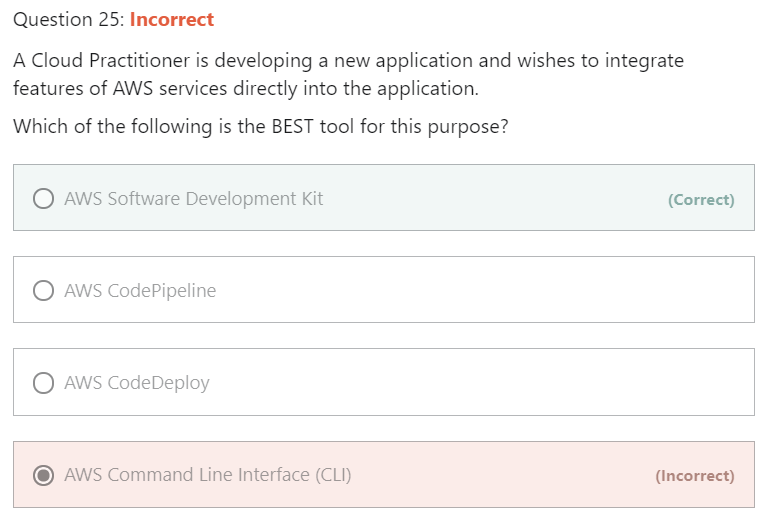 Question 25: Incorrect
A Cloud Practitioner is developing a new application and wishes to integrate
features of AWS services directly into the application.
Which of the following is the BEST tool for this purpose?
AWS Software Development Kit (Correct)
AWS CodePipeline
AWS CodeDeploy
AWS Command Line Interface (CLI) (Incorrect)